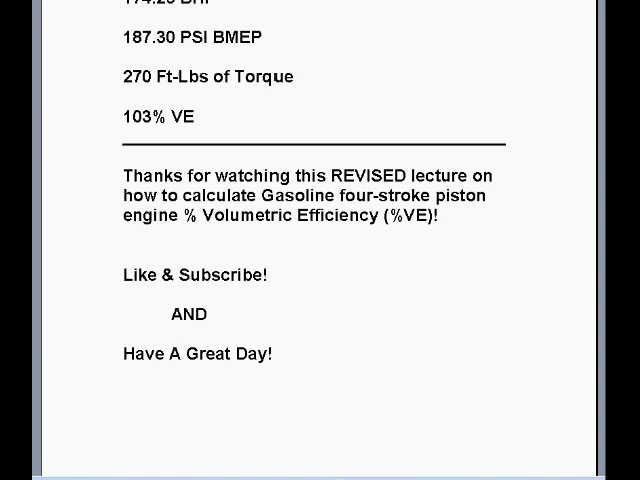 187.30 PSI BMEP
270 Ft-Lbs of Torque
103% VE
Thanks for watching this REVISED lecture on
how to calculate Gasoline four-stroke piston
engine % Volumetric Efficiency (%VE)!
Like & Subscribe!
AND
Have A Great Day!